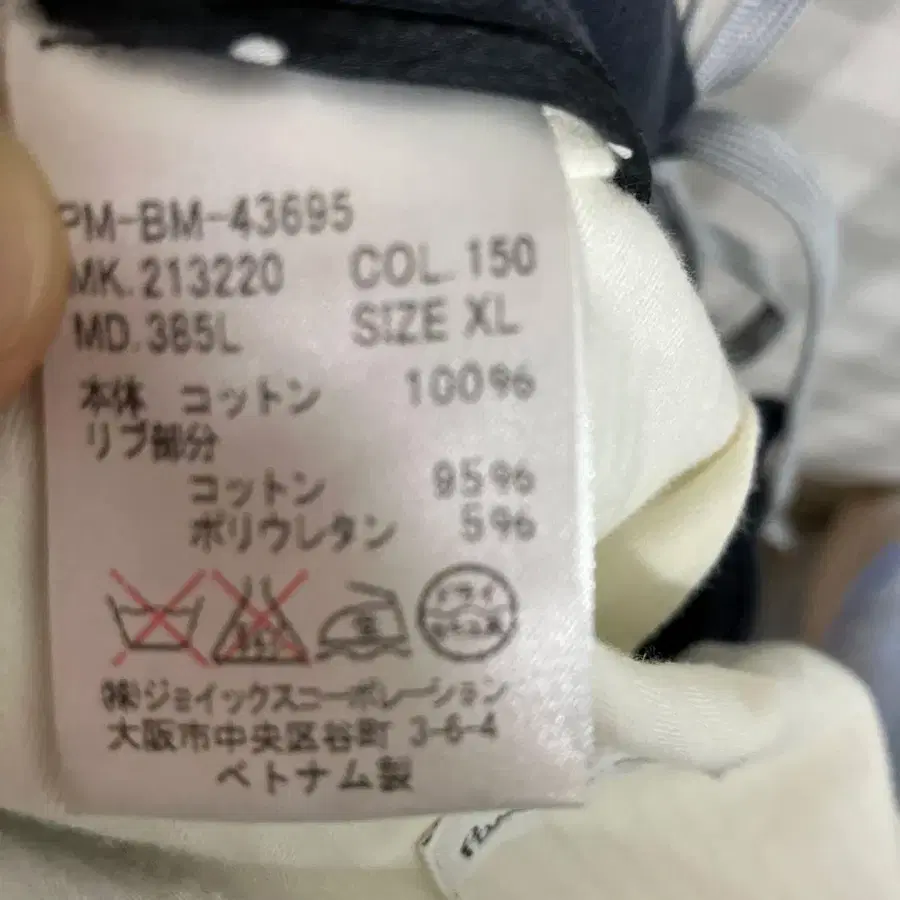 PM-BM-43695
MK.213220 COL.150
MD.385L SIZE XL
本体 コットン 100%
リブ部分
コットン 95%
ポリウレタン 5%
ドライ
(株)ジョイックスコーポレーション
大阪市中央区谷町 3-6-4
ベトナム製